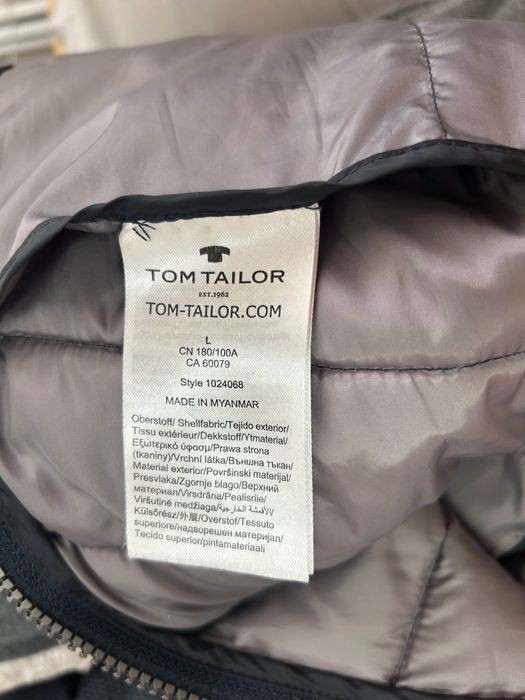 TOM TAILOR
EST.1962
TOM-TAILOR.COM
L
CN 180/100A
CA 60079
Style 1024068
MADE IN MYANMAR
Oberstoff/ Shellfabric/Tejido exterior/
Tissu extérieur/Dekkstoff/Ytmaterial/
Εξωτερικό ύφασμ/Prawa strona
(tkaniny)/Vrchní látka/Външна тъкан/
Material exterior/Površinski materijal/
Presvlaka/Zgornje blago/Верхний
материал/Virsdrāna/Pealisriie/
Viršutinė medžiaga/الأقمشة الخارجية/
Külsőrész/外層/Overstof/Tessuto
superiore/надворешен материјан/
Tecido superior/pintamateriaali